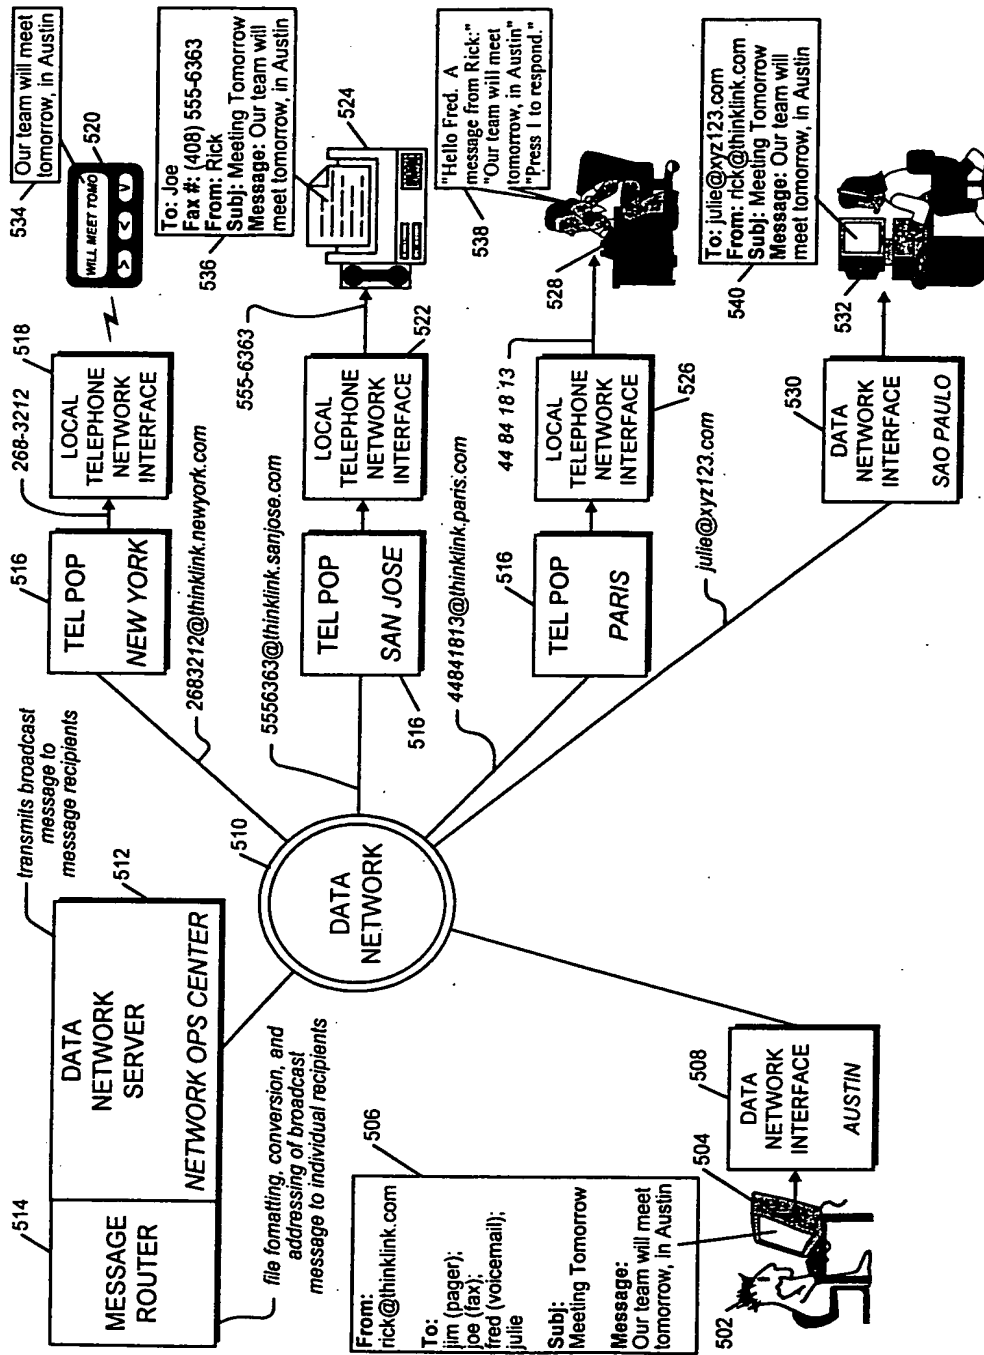 514
MESSAGE
ROUTER
DATA
NETWORK
SERVER
NETWORK OPS CENTER
512
transmits broadcast
message to
message recipients
file fomatting, conversion, and
addressing of broadcast
message to individual recipients
510
DATA
NETWORK
506
From:
rick@thinklink.com
To:
jim (pager);
joe (fax);
fred (voicemail);
julie
Subj:
Meeting Tomorrow
Message:
Our team will meet
tomorrow, in Austin
502
504
508
DATA
NETWORK
INTERFACE
AUSTIN
2683212@thinklink.newyork.com
516
TEL POP
NEW YORK
268-3212
518
LOCAL
TELEPHONE
NETWORK
INTERFACE
534
Our team will meet
tomorrow, in Austin
520
WILL MEET TOMO
5556363@thinklink.sanjose.com
TEL POP
SAN JOSE
516
LOCAL
TELEPHONE
NETWORK
INTERFACE
522
555-6363
536
To: Joe
Fax #: (408) 555-6363
From: Rick
Subj: Meeting Tomorrow
Message: Our team will
meet tomorrow, in Austin
524
44841813@thinklink.paris.com
516
TEL POP
PARIS
LOCAL
TELEPHONE
NETWORK
INTERFACE
526
44 84 18 13
528
538
"Hello Fred. A
message from Rick:"
"Our team will meet
tomorrow, in Austin"
"Press 1 to respond."
julie@xyz123.com
530
DATA
NETWORK
INTERFACE
SAO PAULO
532
540
To: julie@xyz123.com
From: rick@thinklink.com
Subj: Meeting Tomorrow
Message: Our team will
meet tomorrow, in Austin